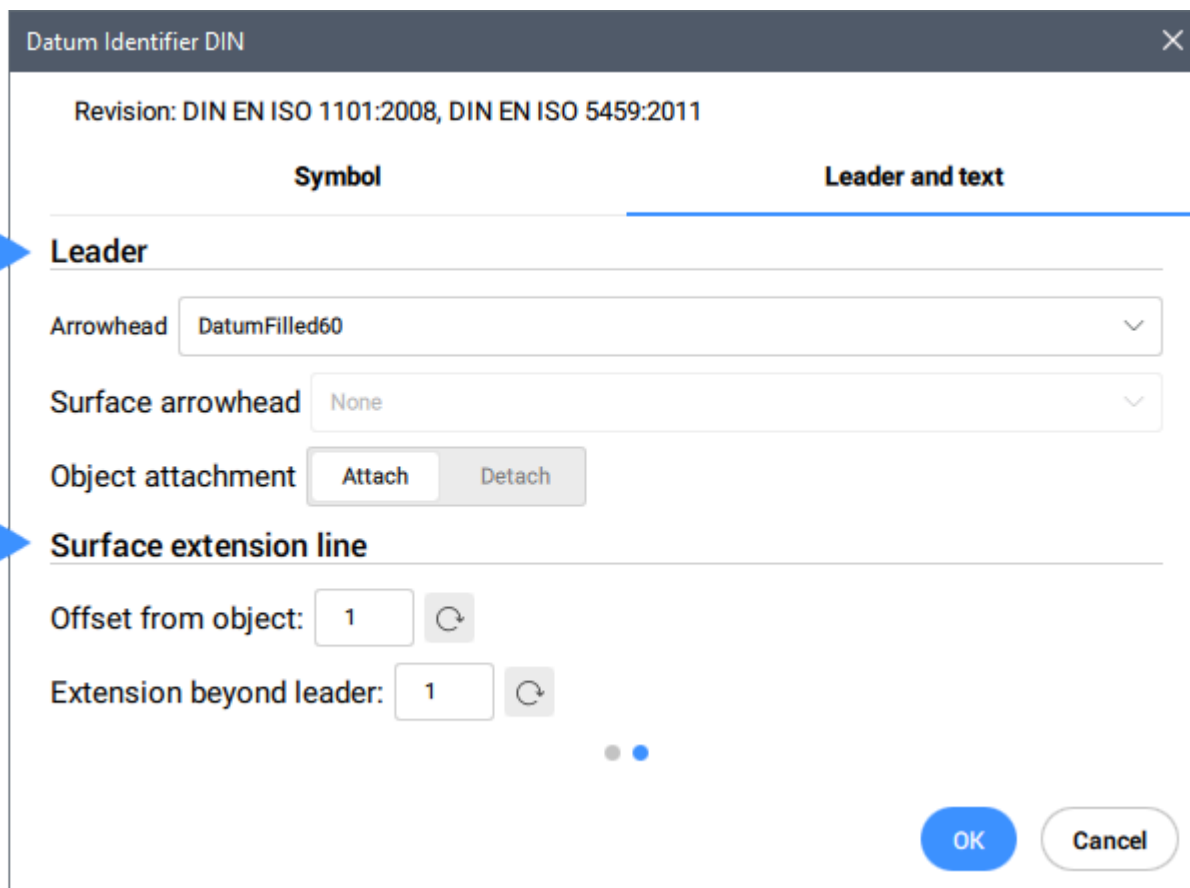 Datum Identifier DIN
Revision: DIN EN ISO 1101:2008, DIN EN ISO 5459:2011
Symbol Leader and text
Leader
Arrowhead DatumFilled60
Surface arrowhead None
Object attachment Attach Detach
Surface extension line
Offset from object: 1
Extension beyond leader: 1
OK Cancel